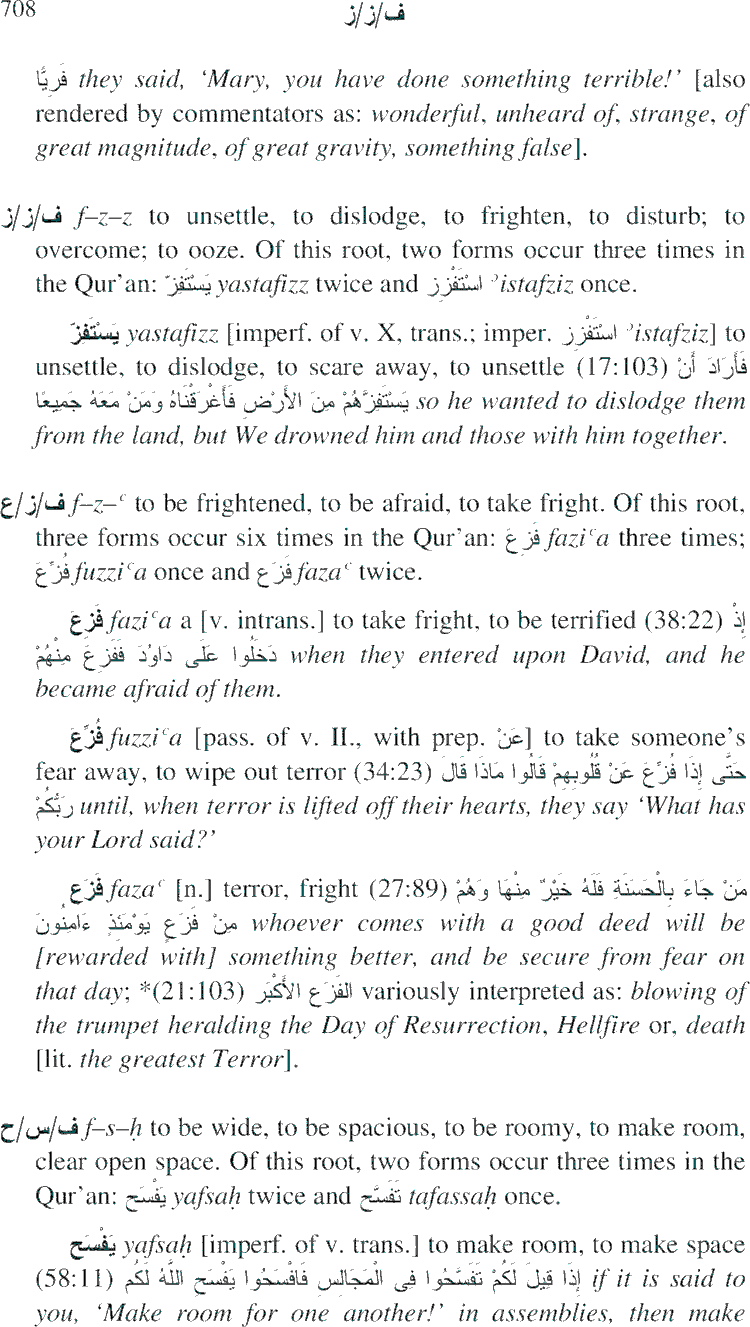 708 ف/ز/ز
فَرِيًّا they said, ‘Mary, you have done something terrible!’ [also
rendered by commentators as: wonderful, unheard of, strange, of
great magnitude, of great gravity, something false].
ف/ز/ز f–z–z to unsettle, to dislodge, to frighten, to disturb; to
overcome; to ooze. Of this root, two forms occur three times in
the Qur’an: يَسْتَفِزّ yastafizz twice and اسْتَفْزِز ʾistafziz once.
يَسْتَفِزّ yastafizz [imperf. of v. X, trans.; imper. اسْتَفْزِز ʾistafziz] to
unsettle, to dislodge, to scare away, to unsettle (17:103) فَأَرَادَ أَنْ
يَسْتَفِزَّهُمْ مِنَ الأَرْضِ فَأَغْرَقْنَاهُ وَمَنْ مَعَهُ جَمِيعًا so he wanted to dislodge them
from the land, but We drowned him and those with him together.
ف/ز/ع f–z–ʿ to be frightened, to be afraid, to take fright. Of this root,
three forms occur six times in the Qur’an: فَزِعَ faziʿa three times;
فُزِّعَ fuzziʿa once and فَزَع fazaʿ twice.
فَزِعَ faziʿa a [v. intrans.] to take fright, to be terrified (38:22) إِذْ
دَخَلُوا عَلَى دَاوُدَ فَفَزِعَ مِنْهُمْ when they entered upon David, and he
became afraid of them.
فُزِّعَ fuzziʿa [pass. of v. II., with prep. عَنْ] to take someone’s
fear away, to wipe out terror (34:23) حَتَّى إِذَا فُزِّعَ عَنْ قُلُوبِهِمْ قَالُوا مَاذَا قَالَ
رَبُّكُمْ until, when terror is lifted off their hearts, they say ‘What has
your Lord said?’
فَزَع fazaʿ [n.] terror, fright (27:89) مَنْ جَاءَ بِالْحَسَنَةِ فَلَهُ خَيْرٌ مِنْهَا وَهُمْ
مِنْ فَزَعٍ يَوْمَئِذٍ ءَامِنُونَ whoever comes with a good deed will be
[rewarded with] something better, and be secure from fear on
that day; *(21:103) الفَزَع الأَكْبَر variously interpreted as: blowing of
the trumpet heralding the Day of Resurrection, Hellfire or, death
[lit. the greatest Terror].
ف/س/ح f–s–ḥ to be wide, to be spacious, to be roomy, to make room,
clear open space. Of this root, two forms occur three times in the
Qur’an: يَفْسَح yafsaḥ twice and تَفَسَّح tafassaḥ once.
يَفْسَح yafsaḥ [imperf. of v. trans.] to make room, to make space
(58:11) إِذَا قِيلَ لَكُمْ تَفَسَّحُوا فِى الْمَجَالِسِ فَافْسَحُوا يَفْسَحِ اللَّهُ لَكُم if it is said to
you, ‘Make room for one another!’ in assemblies, then make